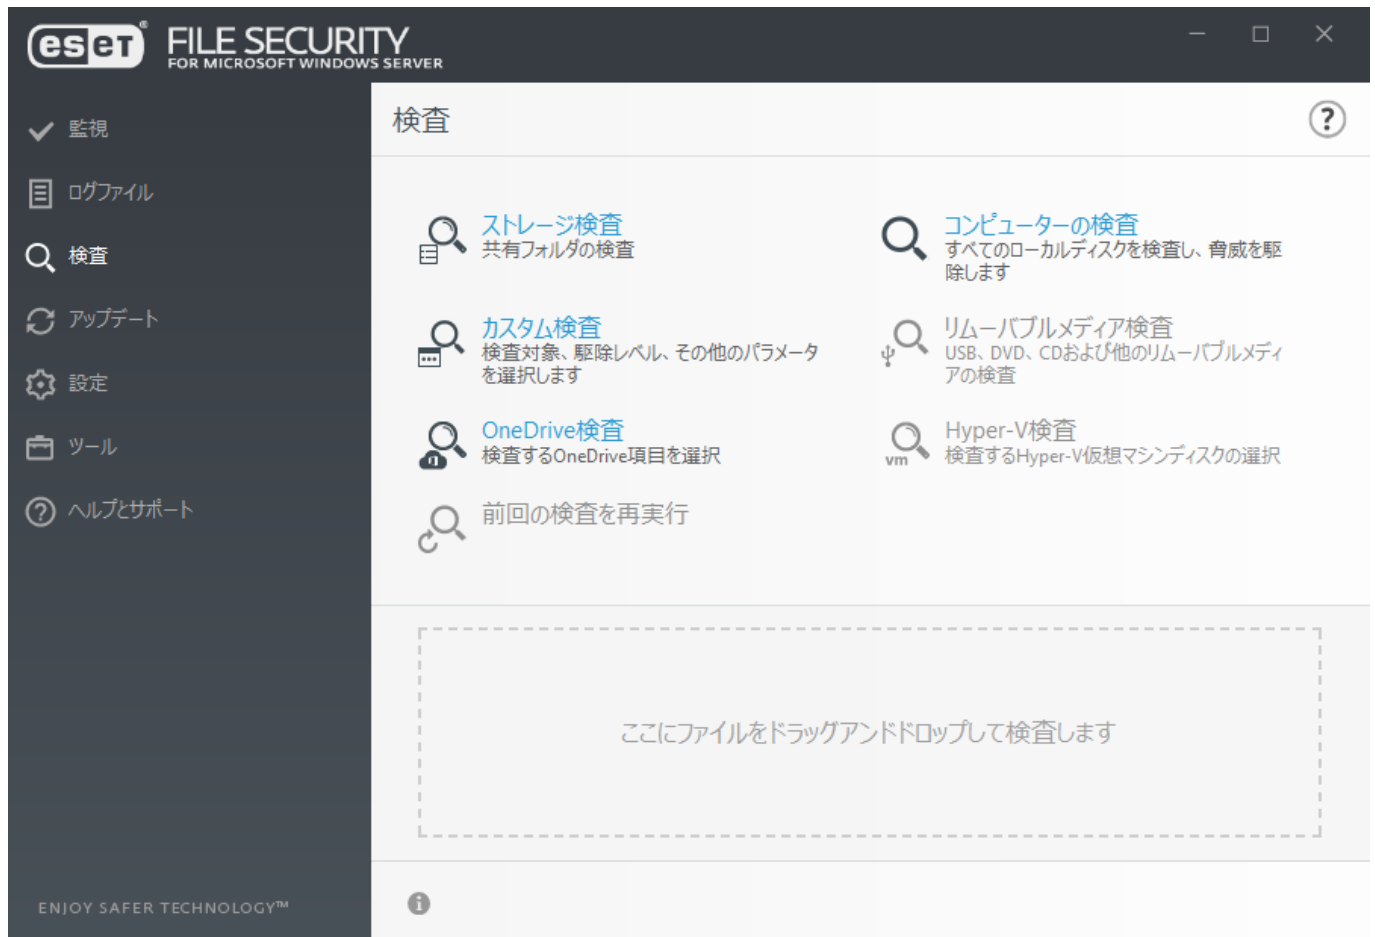 eset® FILE SECURITY
FOR MICROSOFT WINDOWS SERVER
監視
ログファイル
検査
アップデート
設定
ツール
ヘルプとサポート
ENJOY SAFER TECHNOLOGY™
検査
?
ストレージ検査
共有フォルダの検査
コンピューターの検査
すべてのローカルディスクを検査し、脅威を駆
除します
カスタム検査
検査対象、駆除レベル、その他のパラメータ
を選択します
リムーバブルメディア検査
USB、DVD、CDおよび他のリムーバブルメディ
アの検査
OneDrive検査
検査するOneDrive項目を選択
vm
Hyper-V検査
検査するHyper-V仮想マシンディスクの選択
前回の検査を再実行
ここにファイルをドラッグアンドドロップして検査します